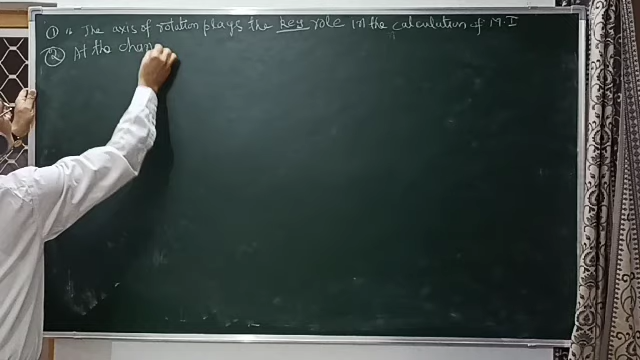 ① " The axis of rotation plays the key role in the calculation of M.I
② At the chan